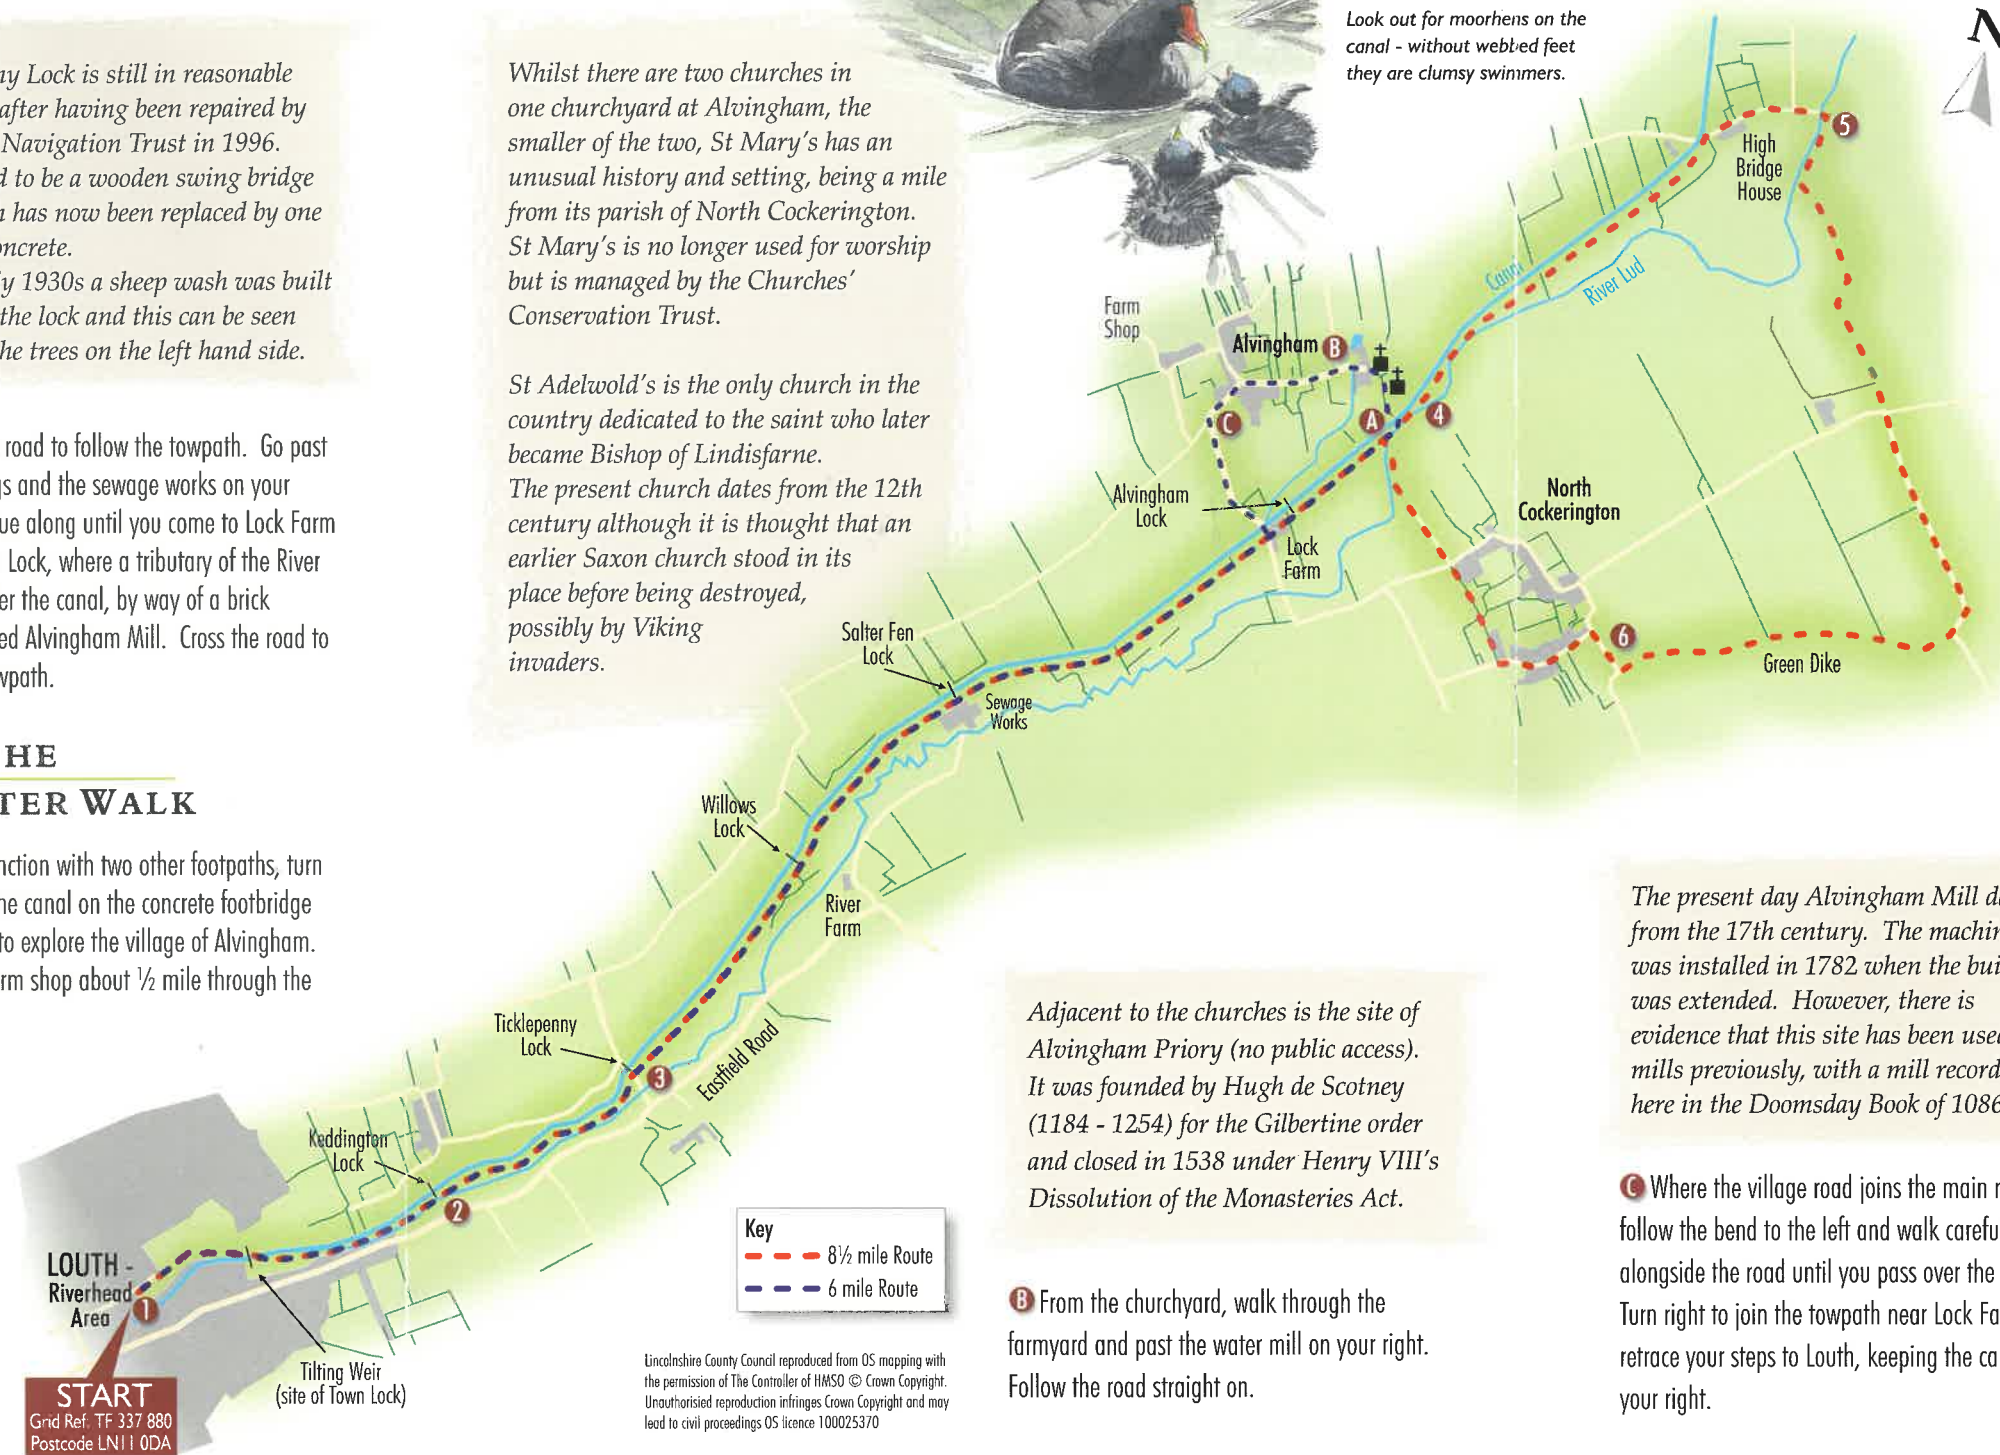 ny Lock is still in reasonable
after having been repaired by
Navigation Trust in 1996.
d to be a wooden swing bridge
n has now been replaced by one
oncrete.
ly 1930s a sheep wash was built
the lock and this can be seen
he trees on the left hand side.
road to follow the towpath. Go past
gs and the sewage works on your
ue along until you come to Lock Farm
Lock, where a tributary of the River
er the canal, by way of a brick
ed Alvingham Mill. Cross the road to
wpath.
HE
TER WALK
nction with two other footpaths, turn
he canal on the concrete footbridge
to explore the village of Alvingham.
rm shop about ½ mile through the
Whilst there are two churches in
one churchyard at Alvingham, the
smaller of the two, St Mary's has an
unusual history and setting, being a mile
from its parish of North Cockerington.
St Mary's is no longer used for worship
but is managed by the Churches'
Conservation Trust.
St Adelwold's is the only church in the
country dedicated to the saint who later
became Bishop of Lindisfarne.
The present church dates from the 12th
century although it is thought that an
earlier Saxon church stood in its
place before being destroyed,
possibly by Viking
invaders.
Look out for moorhens on the
canal - without webbed feet
they are clumsy swimmers.
N
5
High
Bridge
House
Canal
River Lud
Farm
Shop
Alvingham B
C
A
4
Alvingham
Lock
Lock
Farm
North
Cockerington
6
Green Dike
Salter Fen
Lock
Sewage
Works
Willows
Lock
River
Farm
Ticklepenny
Lock
3
Eastfield Road
Keddington
Lock
2
LOUTH -
Riverhead
Area
1
Tilting Weir
(site of Town Lock)
START
Grid Ref. TF 337 880
Postcode LN11 0DA
Key
8½ mile Route
6 mile Route
Lincolnshire County Council reproduced from OS mapping with
the permission of The Controller of HMSO © Crown Copyright.
Unauthorisied reproduction infringes Crown Copyright and may
lead to civil proceedings OS licence 100025370
Adjacent to the churches is the site of
Alvingham Priory (no public access).
It was founded by Hugh de Scotney
(1184 - 1254) for the Gilbertine order
and closed in 1538 under Henry VIII's
Dissolution of the Monasteries Act.
B From the churchyard, walk through the
farmyard and past the water mill on your right.
Follow the road straight on.
The present day Alvingham Mill da
from the 17th century. The machin
was installed in 1782 when the buil
was extended. However, there is
evidence that this site has been used
mills previously, with a mill record
here in the Doomsday Book of 1086
C Where the village road joins the main r
follow the bend to the left and walk carefu
alongside the road until you pass over the
Turn right to join the towpath near Lock Fa
retrace your steps to Louth, keeping the ca
your right.